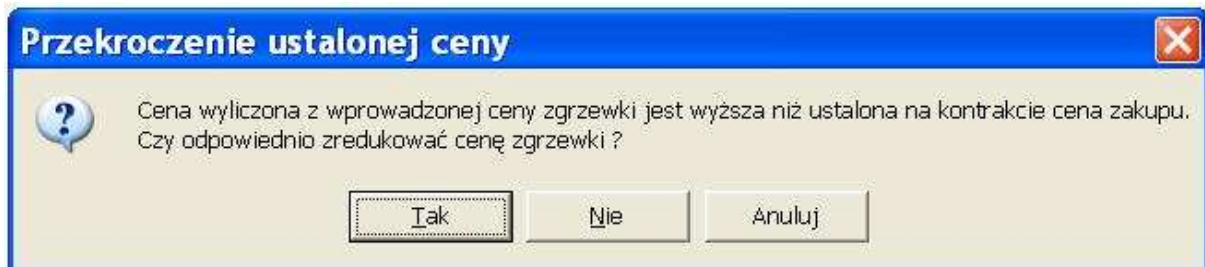 Przekroczenie ustalonej ceny
Cena wyliczona z wprowadzonej ceny zgrzewki jest wyższa niż ustalona na kontrakcie cena zakupu.
Czy odpowiednio zredukować cenę zgrzewki ?
Tak Nie Anuluj